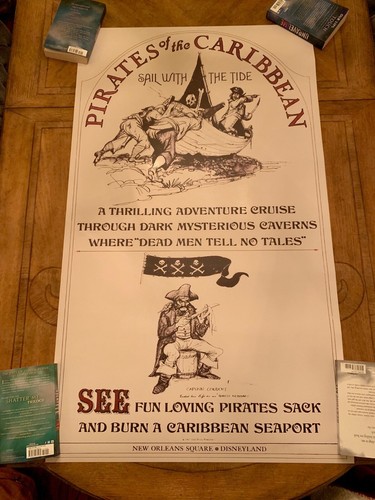 PIRATES of the CARIBBEAN
SAIL WITH THE TIDE
A THRILLING ADVENTURE CRUISE
THROUGH DARK MYSTERIOUS CAVERNS
WHERE "DEAD MEN TELL NO TALES"
SEE FUN LOVING PIRATES SACK
AND BURN A CARIBBEAN SEAPORT
NEW ORLEANS SQUARE DISNEYLAND